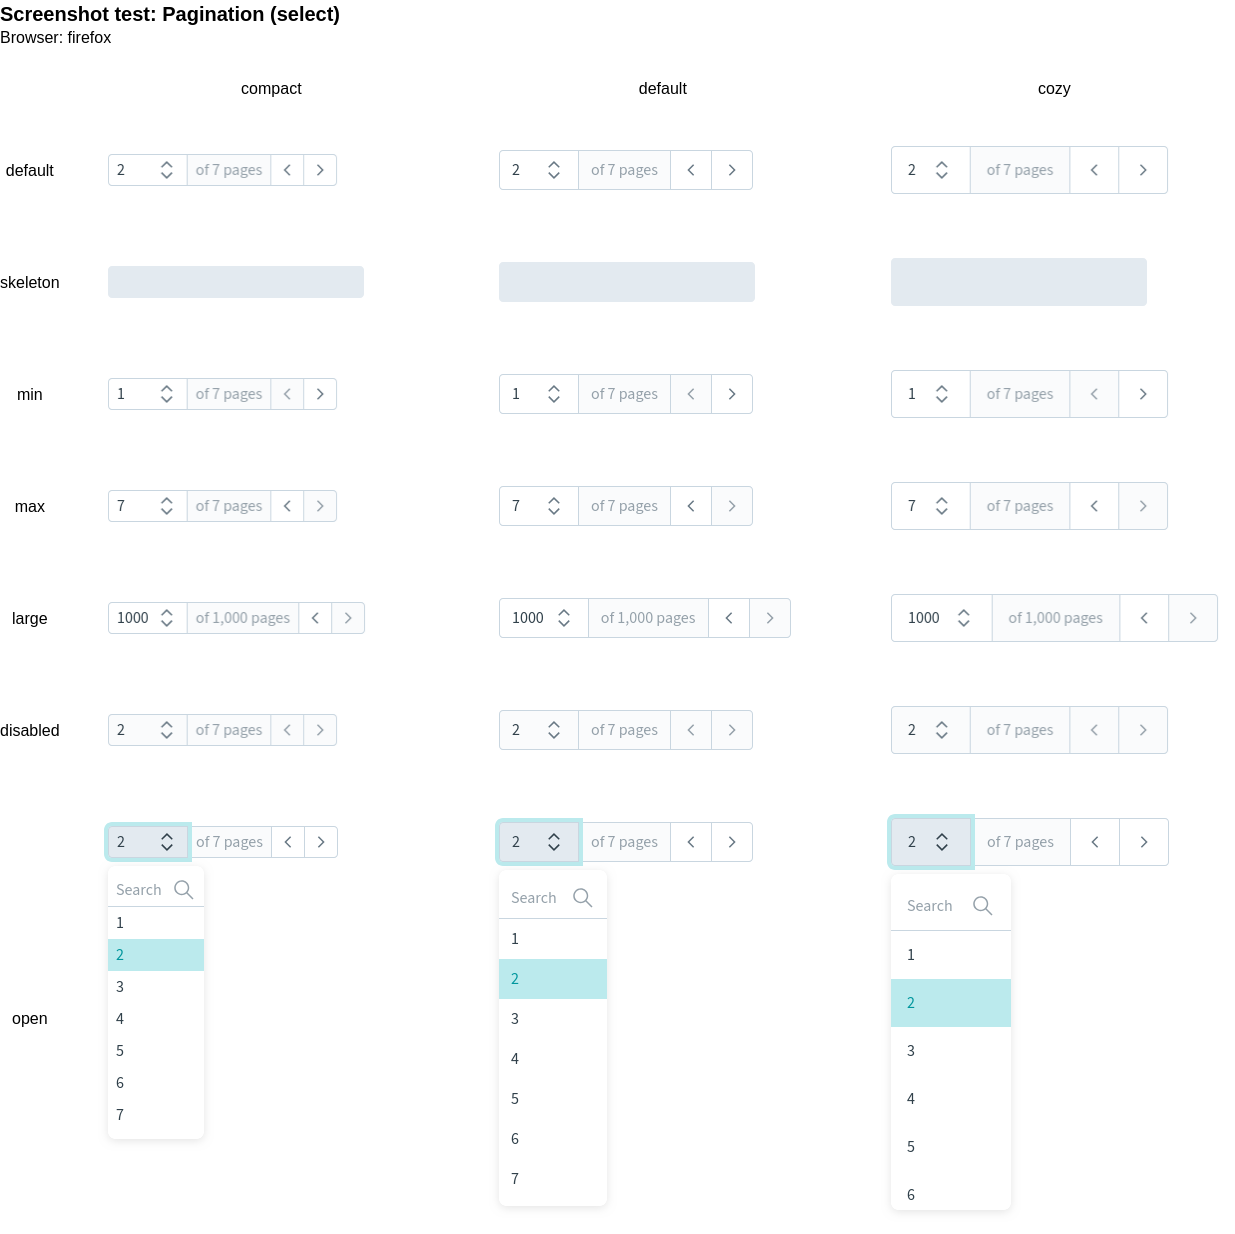 Screenshot test: Pagination (select)
Browser: firefox
compact default cozy
default 2 of 7 pages 2 of 7 pages 2 of 7 pages
skeleton
min 1 of 7 pages 1 of 7 pages 1 of 7 pages
max 7 of 7 pages 7 of 7 pages 7 of 7 pages
large 1000 of 1,000 pages 1000 of 1,000 pages 1000 of 1,000 pages
disabled 2 of 7 pages 2 of 7 pages 2 of 7 pages
open
2 of 7 pages
Search
1
2
3
4
5
6
7
2 of 7 pages
Search
1
2
3
4
5
6
7
2 of 7 pages
Search
1
2
3
4
5
6